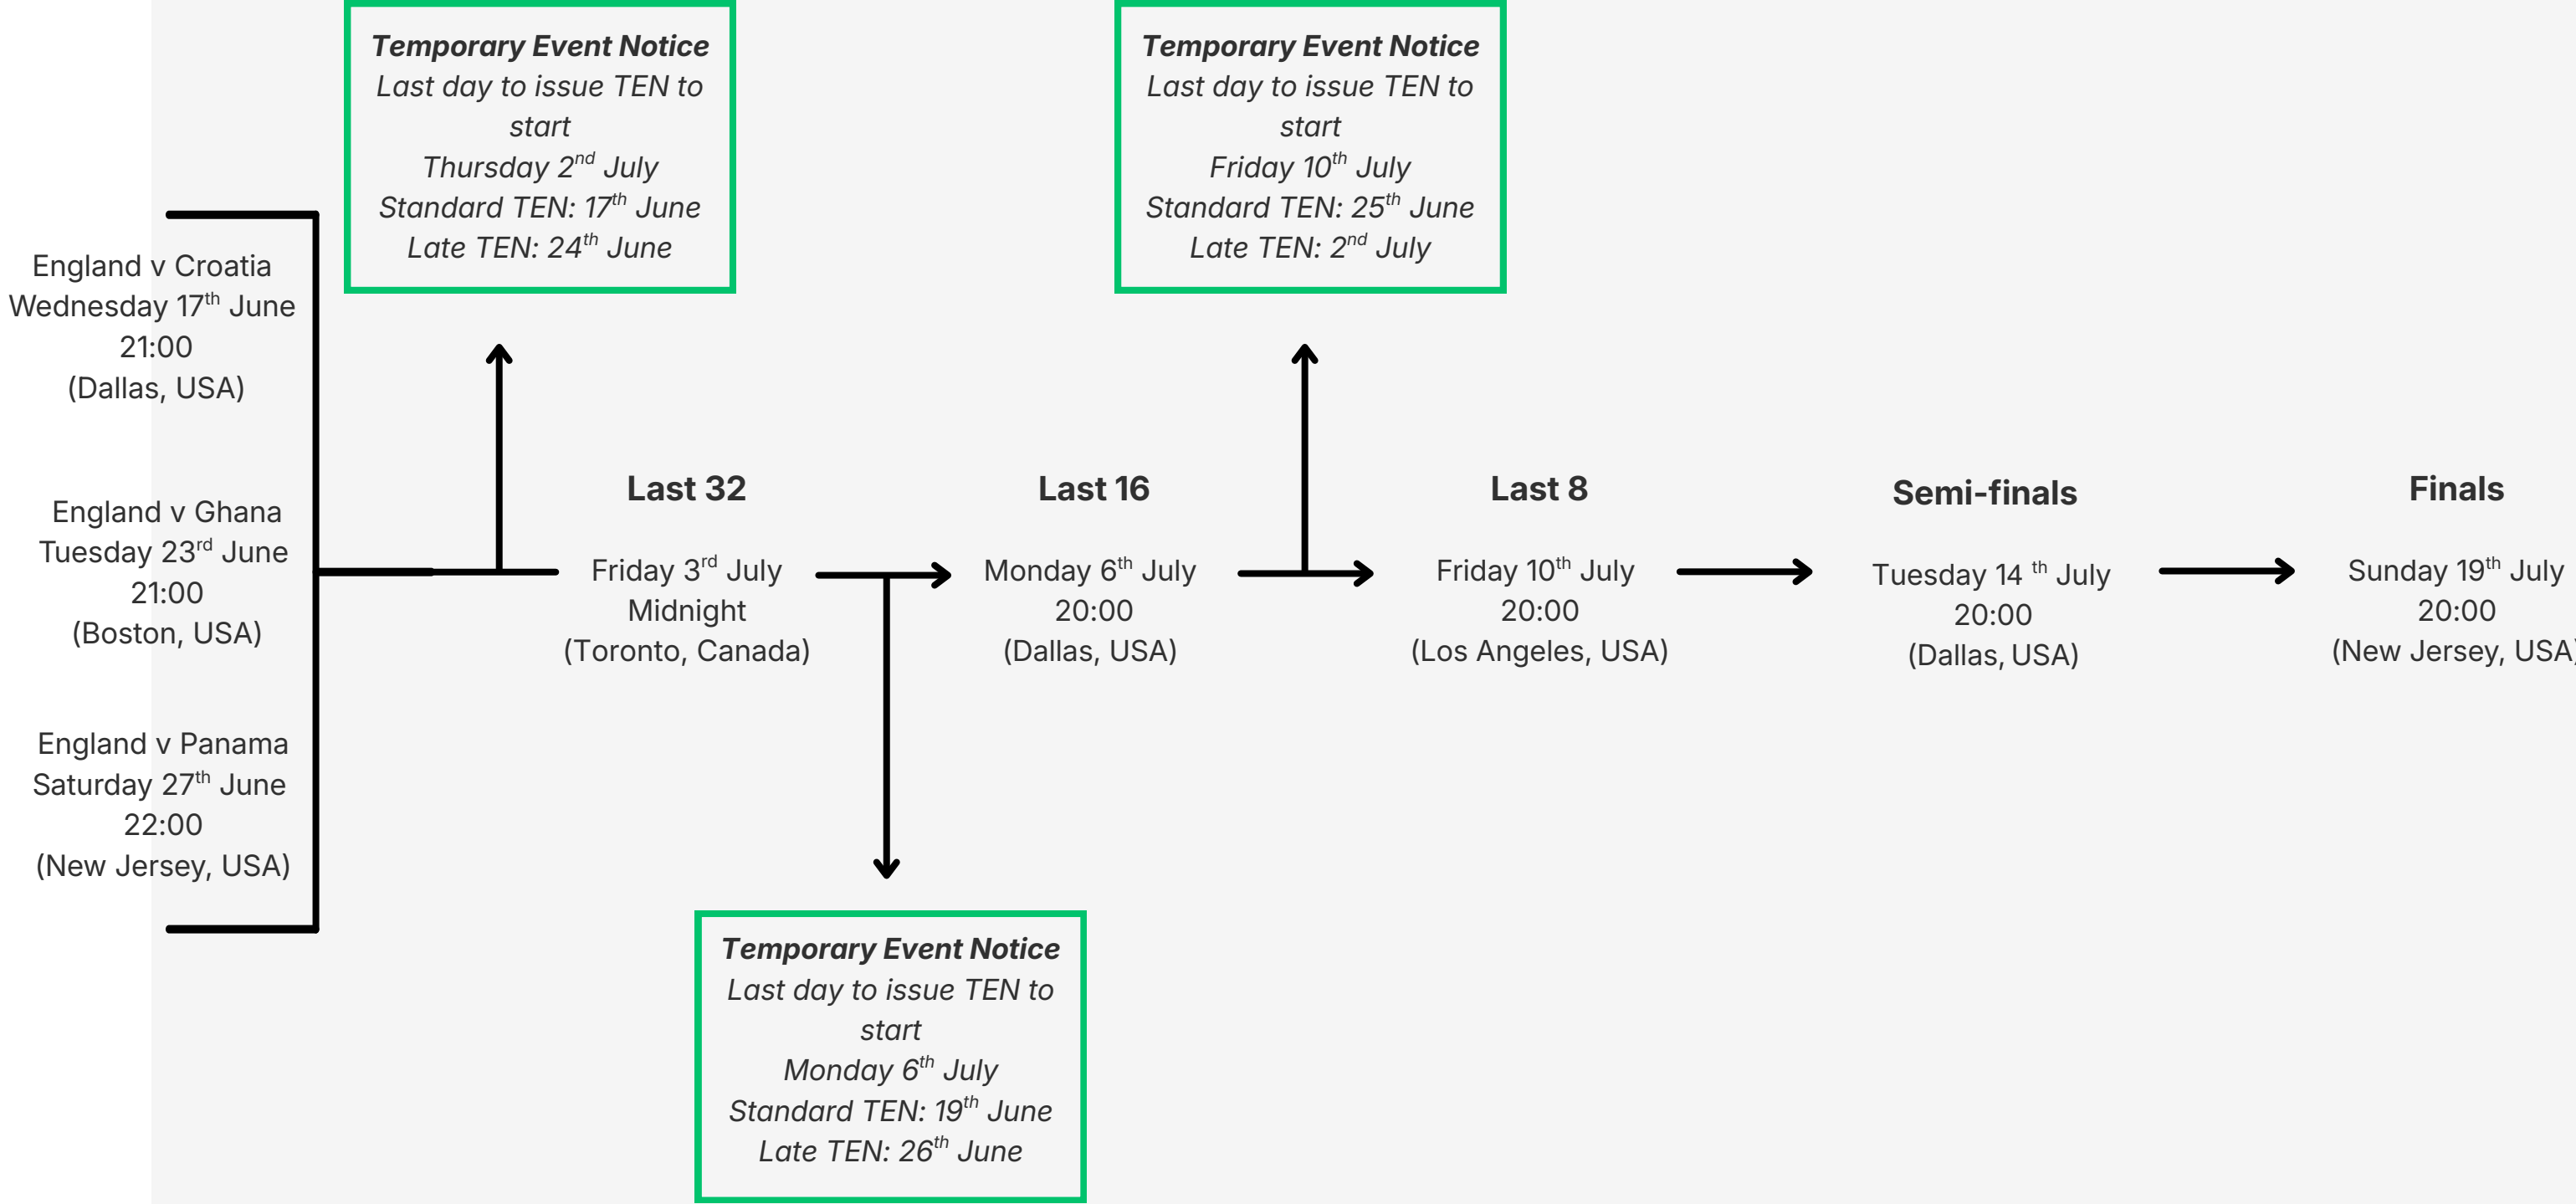 Temporary Event Notice
Last day to issue TEN to
start
Thursday 2nd July
Standard TEN: 17th June
Late TEN: 24th June
Temporary Event Notice
Last day to issue TEN to
start
Friday 10th July
Standard TEN: 25th June
Late TEN: 2nd July
England v Croatia
Wednesday 17th June
21:00
(Dallas, USA)
England v Ghana
Tuesday 23rd June
21:00
(Boston, USA)
England v Panama
Saturday 27th June
22:00
(New Jersey, USA)
Last 32
Friday 3rd July
Midnight
(Toronto, Canada)
Last 16
Monday 6th July
20:00
(Dallas, USA)
Last 8
Friday 10th July
20:00
(Los Angeles, USA)
Semi-finals
Tuesday 14 th July
20:00
(Dallas, USA)
Finals
Sunday 19th July
20:00
(New Jersey, USA)
Temporary Event Notice
Last day to issue TEN to
start
Monday 6th July
Standard TEN: 19th June
Late TEN: 26th June